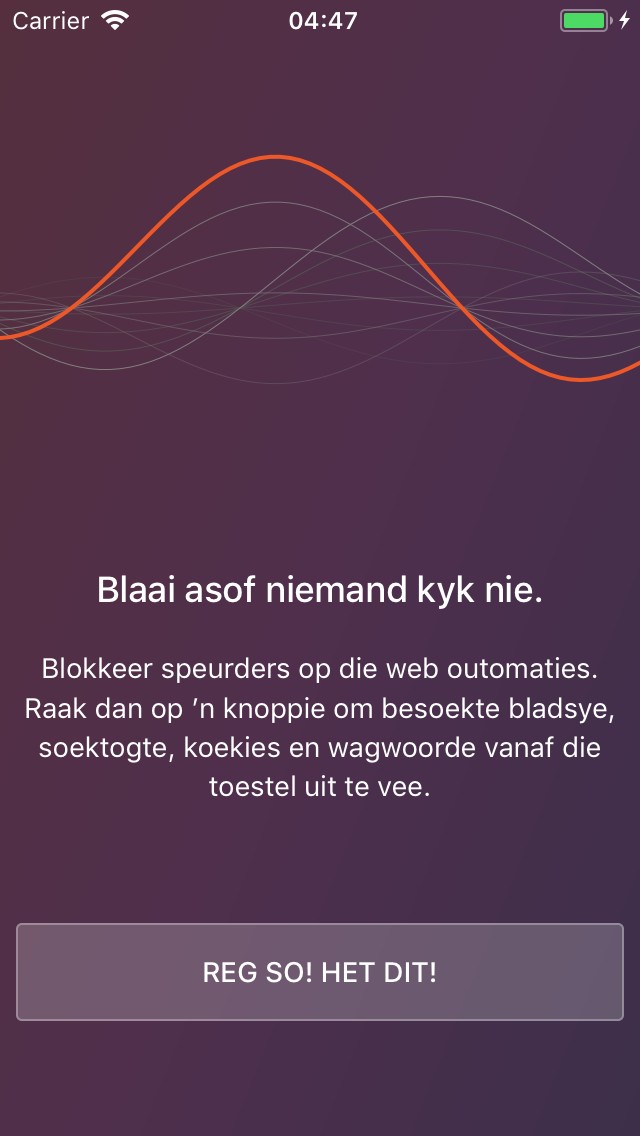 Carrier 04:47
Blaai asof niemand kyk nie.
Blokkeer speurders op die web outomaties.
Raak dan op ’n knoppie om besoekte bladsye,
soektogte, koekies en wagwoorde vanaf die
toestel uit te vee.
REG SO! HET DIT!